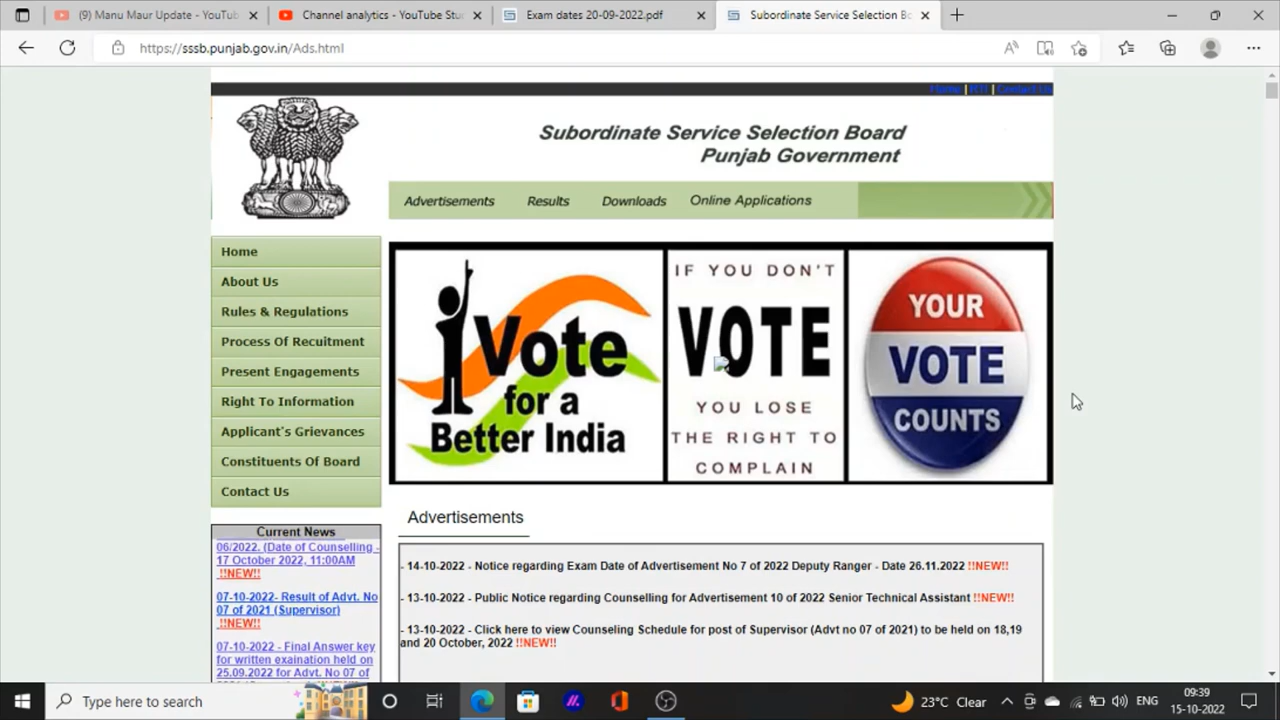 (9) Manu Maur Update - YouTub
Channel analytics - YouTube Stu
Exam dates 20-09-2022.pdf
Subordinate Service Selection Bo
https://sssb.punjab.gov.in/Ads.html
Home | RTI | Contact Us
Subordinate Service Selection Board
Punjab Government
Advertisements
Results
Downloads
Online Applications
Home
About Us
Rules & Regulations
Process Of Recuitment
Present Engagements
Right To Information
Applicant's Grievances
Constituents Of Board
Contact Us
i Vote
for a
Better India
IF YOU DON'T
VOTE
YOU LOSE
THE RIGHT TO
COMPLAIN
YOUR
VOTE
COUNTS
Current News
06/2022. (Date of Counselling -
17 October 2022, 11:00AM
!!NEW!!
07-10-2022- Result of Advt. No
07 of 2021 (Supervisor)
!!NEW!!
07-10-2022 - Final Answer key
for written exaination held on
25.09.2022 for Advt. No 07 of
Advertisements
- 14-10-2022 - Notice regarding Exam Date of Advertisement No 7 of 2022 Deputy Ranger - Date 26.11.2022 !!NEW!!
- 13-10-2022 - Public Notice regarding Counselling for Advertisement 10 of 2022 Senior Technical Assistant !!NEW!!
- 13-10-2022 - Click here to view Counseling Schedule for post of Supervisor (Advt no 07 of 2021) to be held on 18,19
and 20 October, 2022 !!NEW!!
Type here to search
23°C Clear
ENG
09:39
15-10-2022